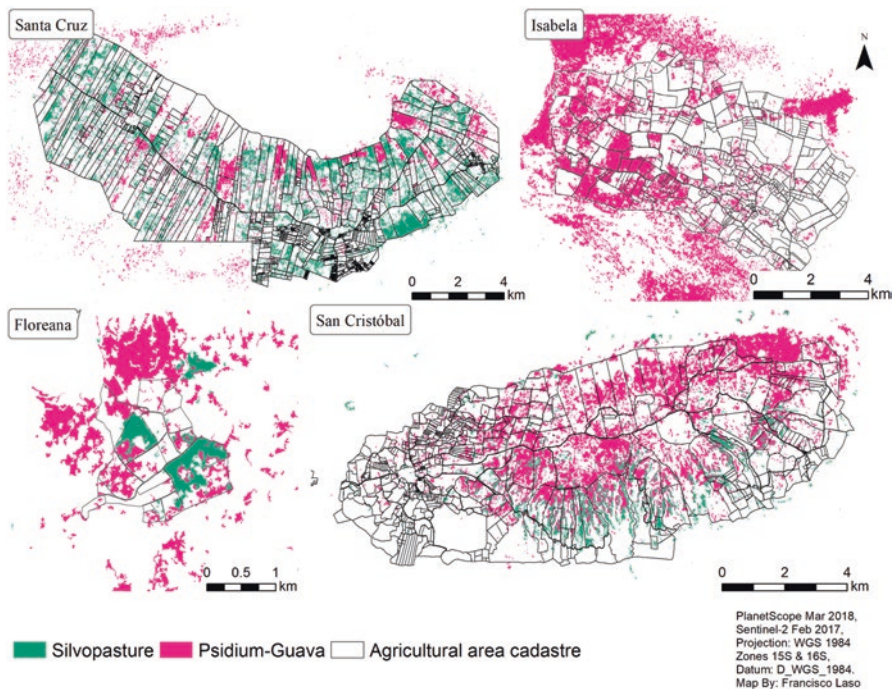 Santa Cruz
Isabela
N
0 2 4
km
0 2 4
km
Floreana
San Cristóbal
0 0.5 1
km
0 2 4
km
Silvopasture
Psidium-Guava
Agricultural area cadastre
PlanetScope Mar 2018,
Sentinel-2 Feb 2017,
Projection: WGS 1984
Zones 15S & 16S,
Datum: D_WGS_1984.
Map By: Francisco Laso